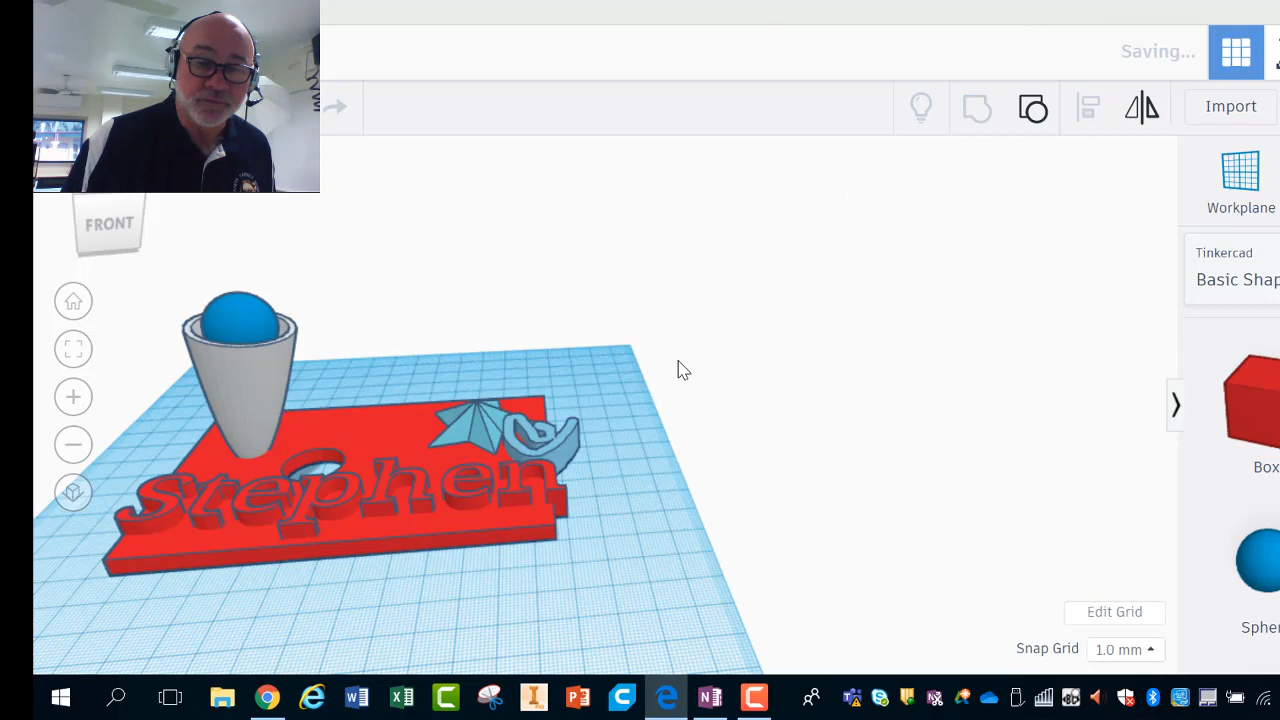 Saving...
Import
FRONT
Workplane
Tinkercad
Basic Shap
Stephen
Box
Spher
Edit Grid
Snap Grid 1.0 mm